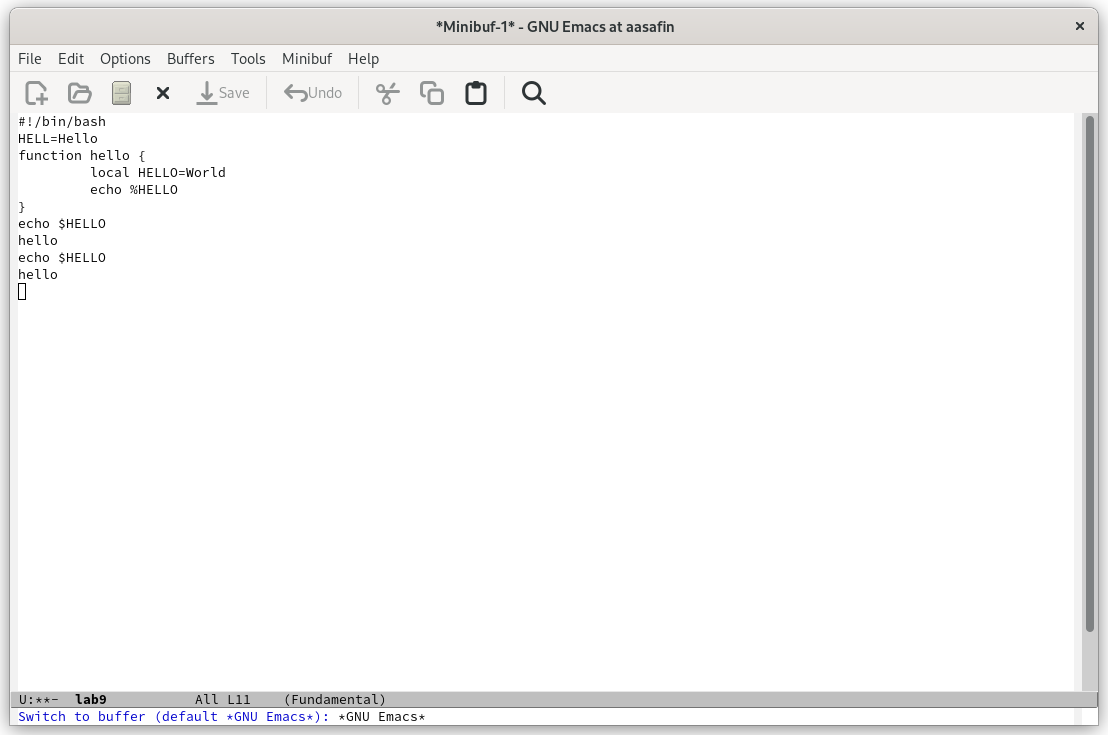 *Minibuf-1* - GNU Emacs at aasafin
File Edit Options Buffers Tools Minibuf Help
Save Undo
#!/bin/bash
HELL=Hello
function hello {
         local HELLO=World
         echo %HELLO
}
echo $HELLO
hello
echo $HELLO
hello
U:**-  lab9           All L11    (Fundamental)
Switch to buffer (default *GNU Emacs*): *GNU Emacs*